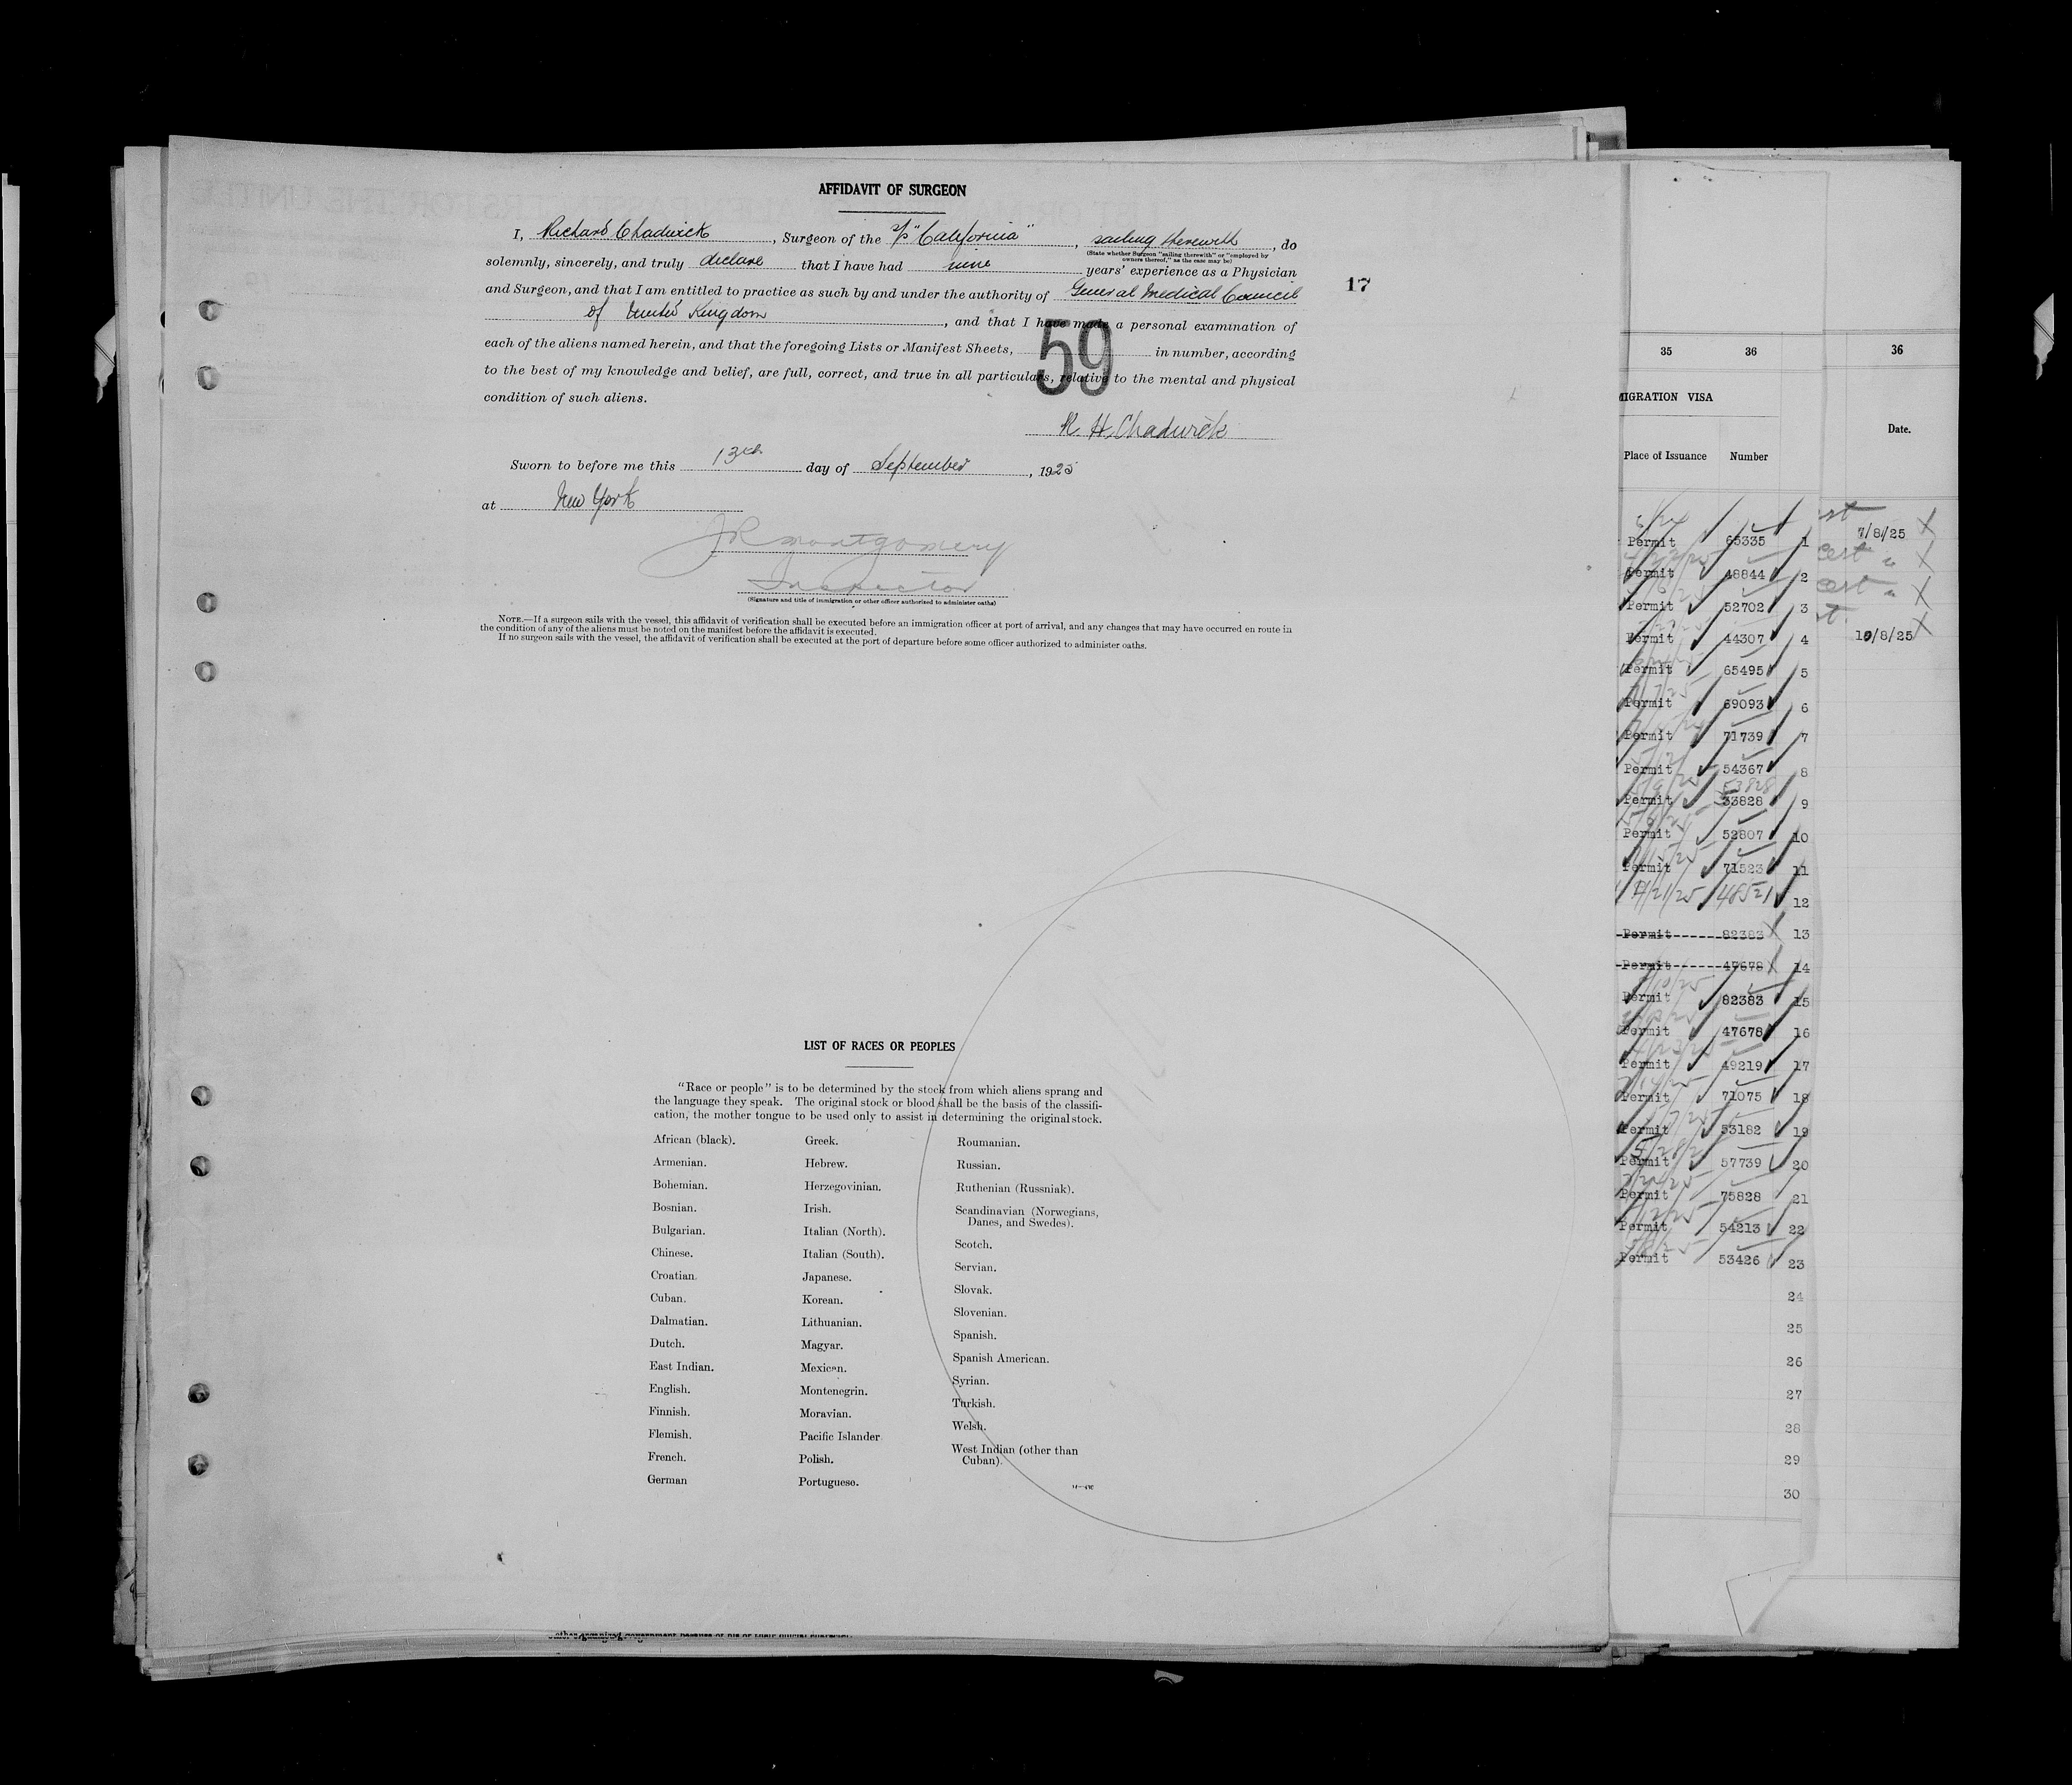 AFFIDAVIT OF SURGEON
I, Richard Chadwick, Surgeon of the S/S "California", sailing therewith, do
(State whether Surgeon "sailing therewith" or "employed by
owners thereof," as the case may be)
solemnly, sincerely, and truly declare that I have had nine years' experience as a Physician
and Surgeon, and that I am entitled to practice as such by and under the authority of General Medical Council
17
of United Kingdom, and that I have made a personal examination of
each of the aliens named herein, and that the foregoing Lists or Manifest Sheets, in number, according
59
to the best of my knowledge and belief, are full, correct, and true in all particulars, relative to the mental and physical
condition of such aliens.
R. H. Chadwick
Sworn to before me this 13th day of September, 1925
at New York
J R Montgomery
Inspector
(Signature and title of immigration or other officer authorized to administer oaths)
NOTE.—If a surgeon sails with the vessel, this affidavit of verification shall be executed before an immigration officer at port of arrival, and any changes that may have occurred en route in
the condition of any of the aliens must be noted on the manifest before the affidavit is executed.
If no surgeon sails with the vessel, the affidavit of verification shall be executed at the port of departure before some officer authorized to administer oaths.
LIST OF RACES OR PEOPLES
"Race or people" is to be determined by the stock from which aliens sprang and
the language they speak. The original stock or blood shall be the basis of the classifi-
cation, the mother tongue to be used only to assist in determining the original stock.
African (black).
Armenian.
Bohemian.
Bosnian.
Bulgarian.
Chinese.
Croatian.
Cuban.
Dalmatian.
Dutch.
East Indian.
English.
Finnish.
Flemish.
French.
German
Greek.
Hebrew.
Herzegovinian.
Irish.
Italian (North).
Italian (South).
Japanese.
Korean.
Lithuanian.
Magyar.
Mexican.
Montenegrin.
Moravian.
Pacific Islander
Polish.
Portuguese.
Roumanian.
Russian.
Ruthenian (Russniak).
Scandinavian (Norwegians,
Danes, and Swedes).
Scotch.
Servian.
Slovak.
Slovenian.
Spanish.
Spanish American.
Syrian.
Turkish.
Welsh.
West Indian (other than
Cuban).
35 36
MIGRATION VISA
Place of Issuance Number
Permit 65335 1
Permit 48844 2
Permit 52702 3
Permit 44307 4
Permit 65495 5
Permit 69093 6
Permit 71739 7
Permit 54367 8
53828
Permit 33828 9
Permit 52807 10
Permit 71523 11
4/21/25 48521 12
Permit 82383 13
Permit 47678 14
Permit 82383 15
Permit 47678 16
Permit 49219 17
Permit 71075 18
Permit 53182 19
Permit 57739 20
Permit 75828 21
Permit 54213 22
Permit 53426 23
24
25
26
27
28
29
30
36
Date.
7/8/25
10/8/25